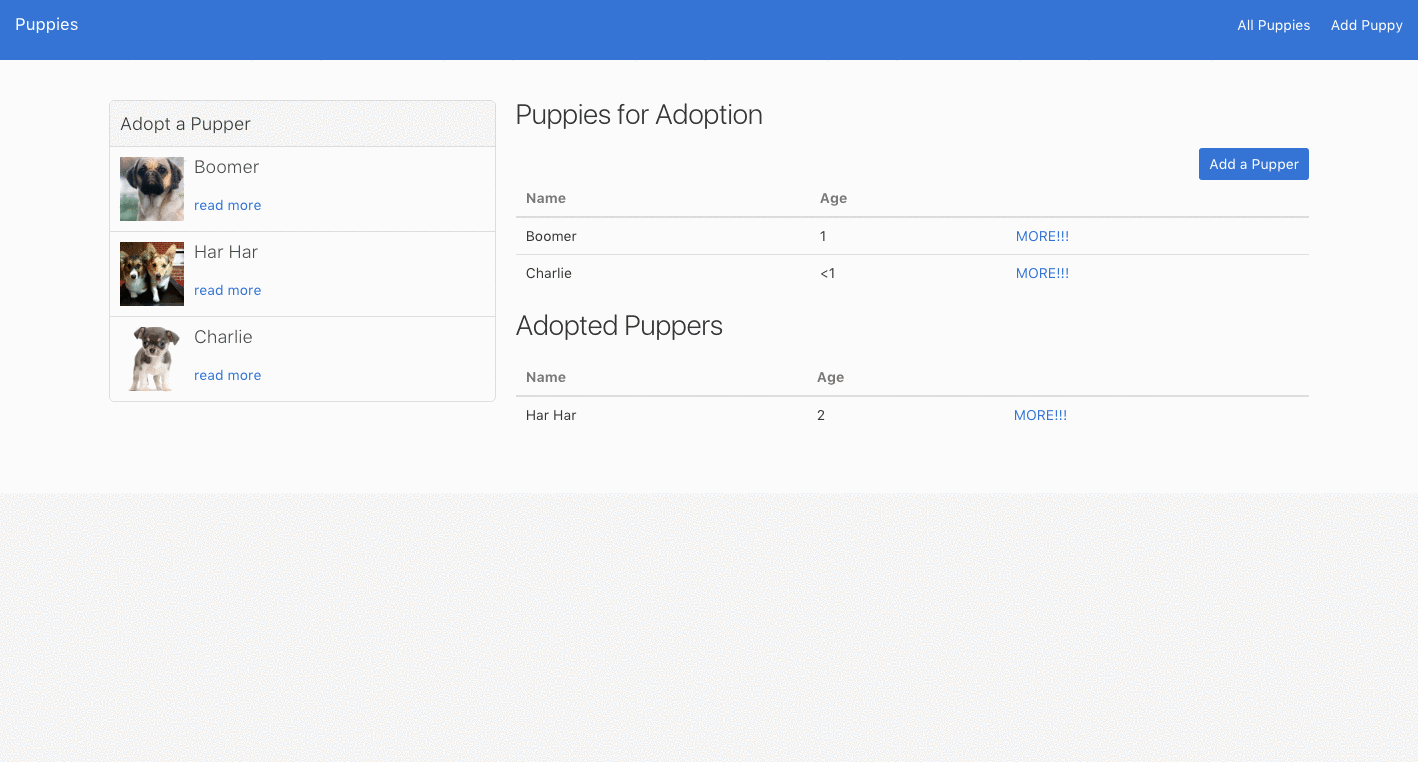 Puppies
All Puppies Add Puppy
Adopt a Pupper
Boomer
read more
Har Har
read more
Charlie
read more
Puppies for Adoption
Add a Pupper
Name Age
Boomer 1 MORE!!!
Charlie <1 MORE!!!
Adopted Puppers
Name Age
Har Har 2 MORE!!!